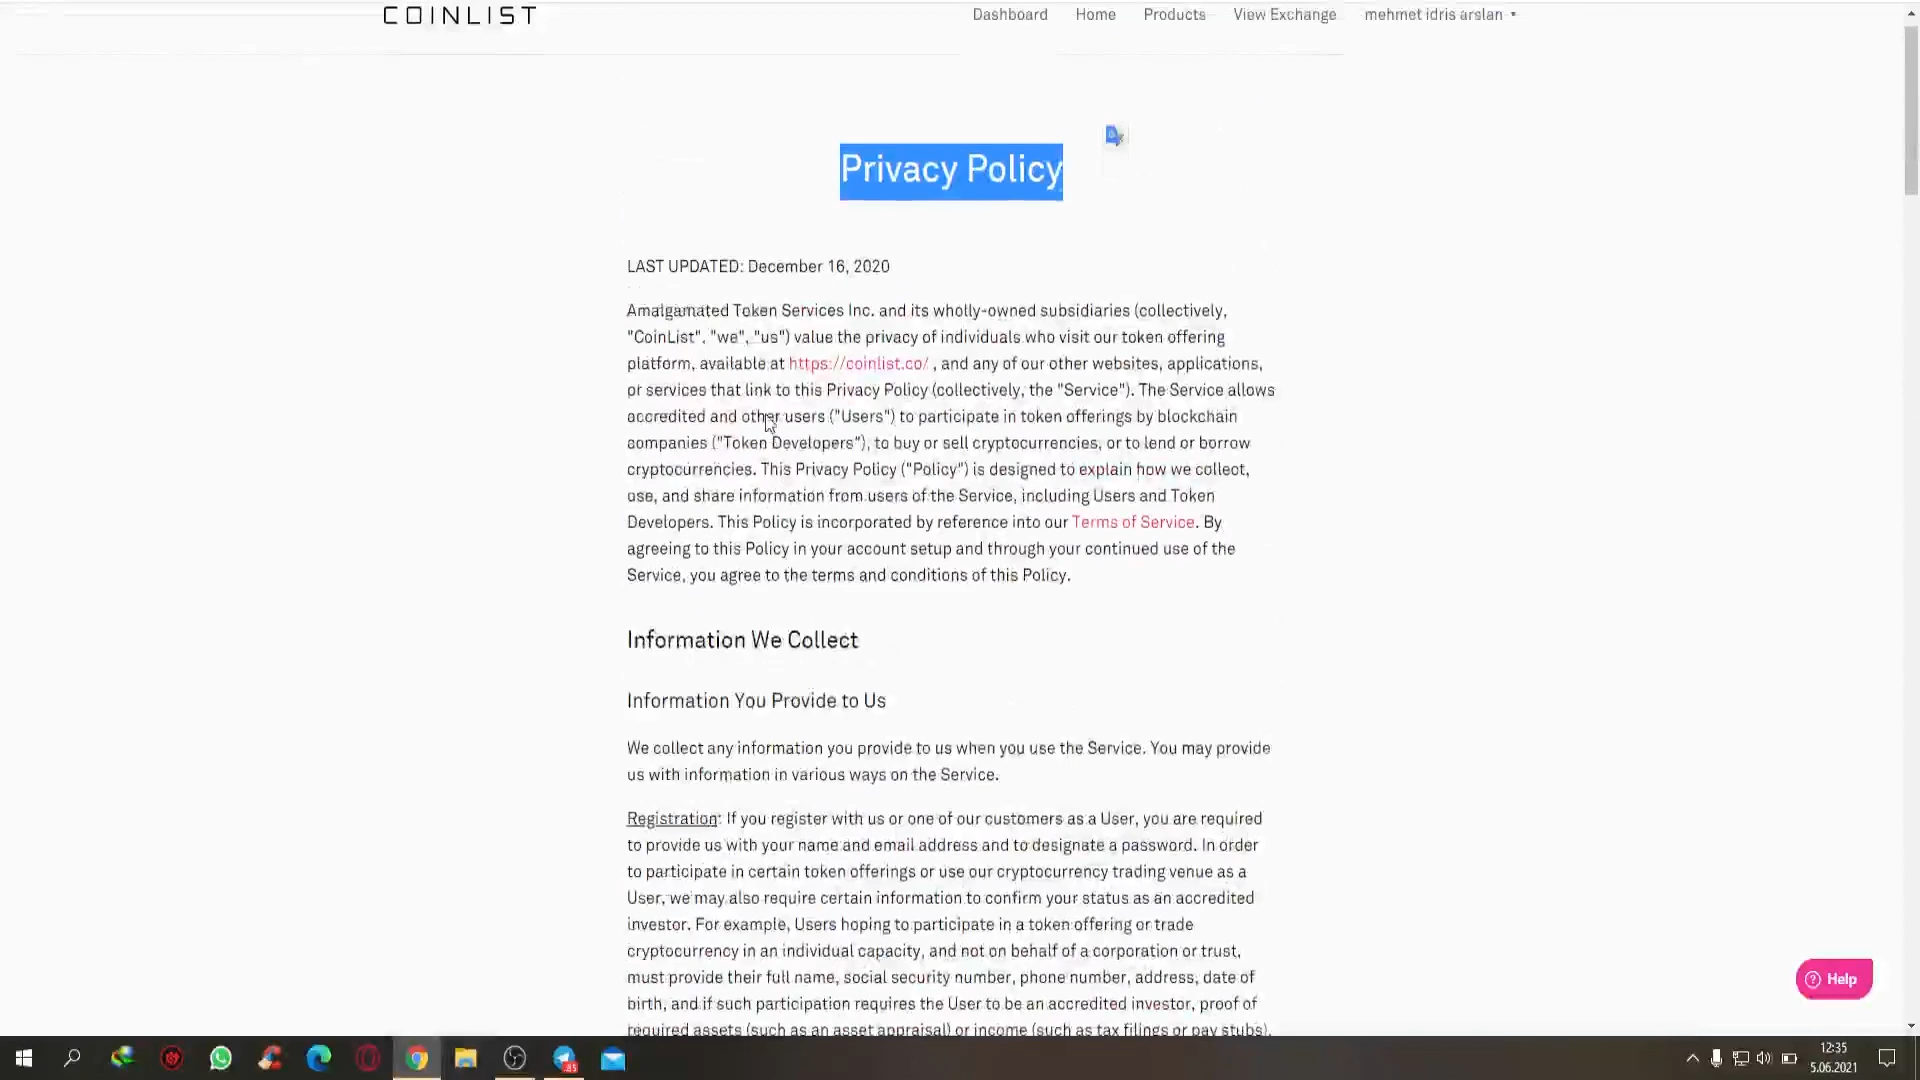 COINLIST
Dashboard Home Products View Exchange mehmet idris arslan
Privacy Policy
LAST UPDATED: December 16, 2020
Amalgamated Token Services Inc. and its wholly-owned subsidiaries (collectively,
"CoinList", "we", "us") value the privacy of individuals who visit our token offering
platform, available at https://coinlist.co/ , and any of our other websites, applications,
or services that link to this Privacy Policy (collectively, the "Service"). The Service allows
accredited and other users ("Users") to participate in token offerings by blockchain
companies ("Token Developers"), to buy or sell cryptocurrencies, or to lend or borrow
cryptocurrencies. This Privacy Policy ("Policy") is designed to explain how we collect,
use, and share information from users of the Service, including Users and Token
Developers. This Policy is incorporated by reference into our Terms of Service. By
agreeing to this Policy in your account setup and through your continued use of the
Service, you agree to the terms and conditions of this Policy.
Information We Collect
Information You Provide to Us
We collect any information you provide to us when you use the Service. You may provide
us with information in various ways on the Service.
Registration: If you register with us or one of our customers as a User, you are required
to provide us with your name and email address and to designate a password. In order
to participate in certain token offerings or use our cryptocurrency trading venue as a
User, we may also require certain information to confirm your status as an accredited
investor. For example, Users hoping to participate in a token offering or trade
cryptocurrency in an individual capacity, and not on behalf of a corporation or trust,
must provide their full name, social security number, phone number, address, date of
birth, and if such participation requires the User to be an accredited investor, proof of
required assets (such as an asset appraisal) or income (such as tax filings or pay stubs).
Help
12:35
5.06.2021